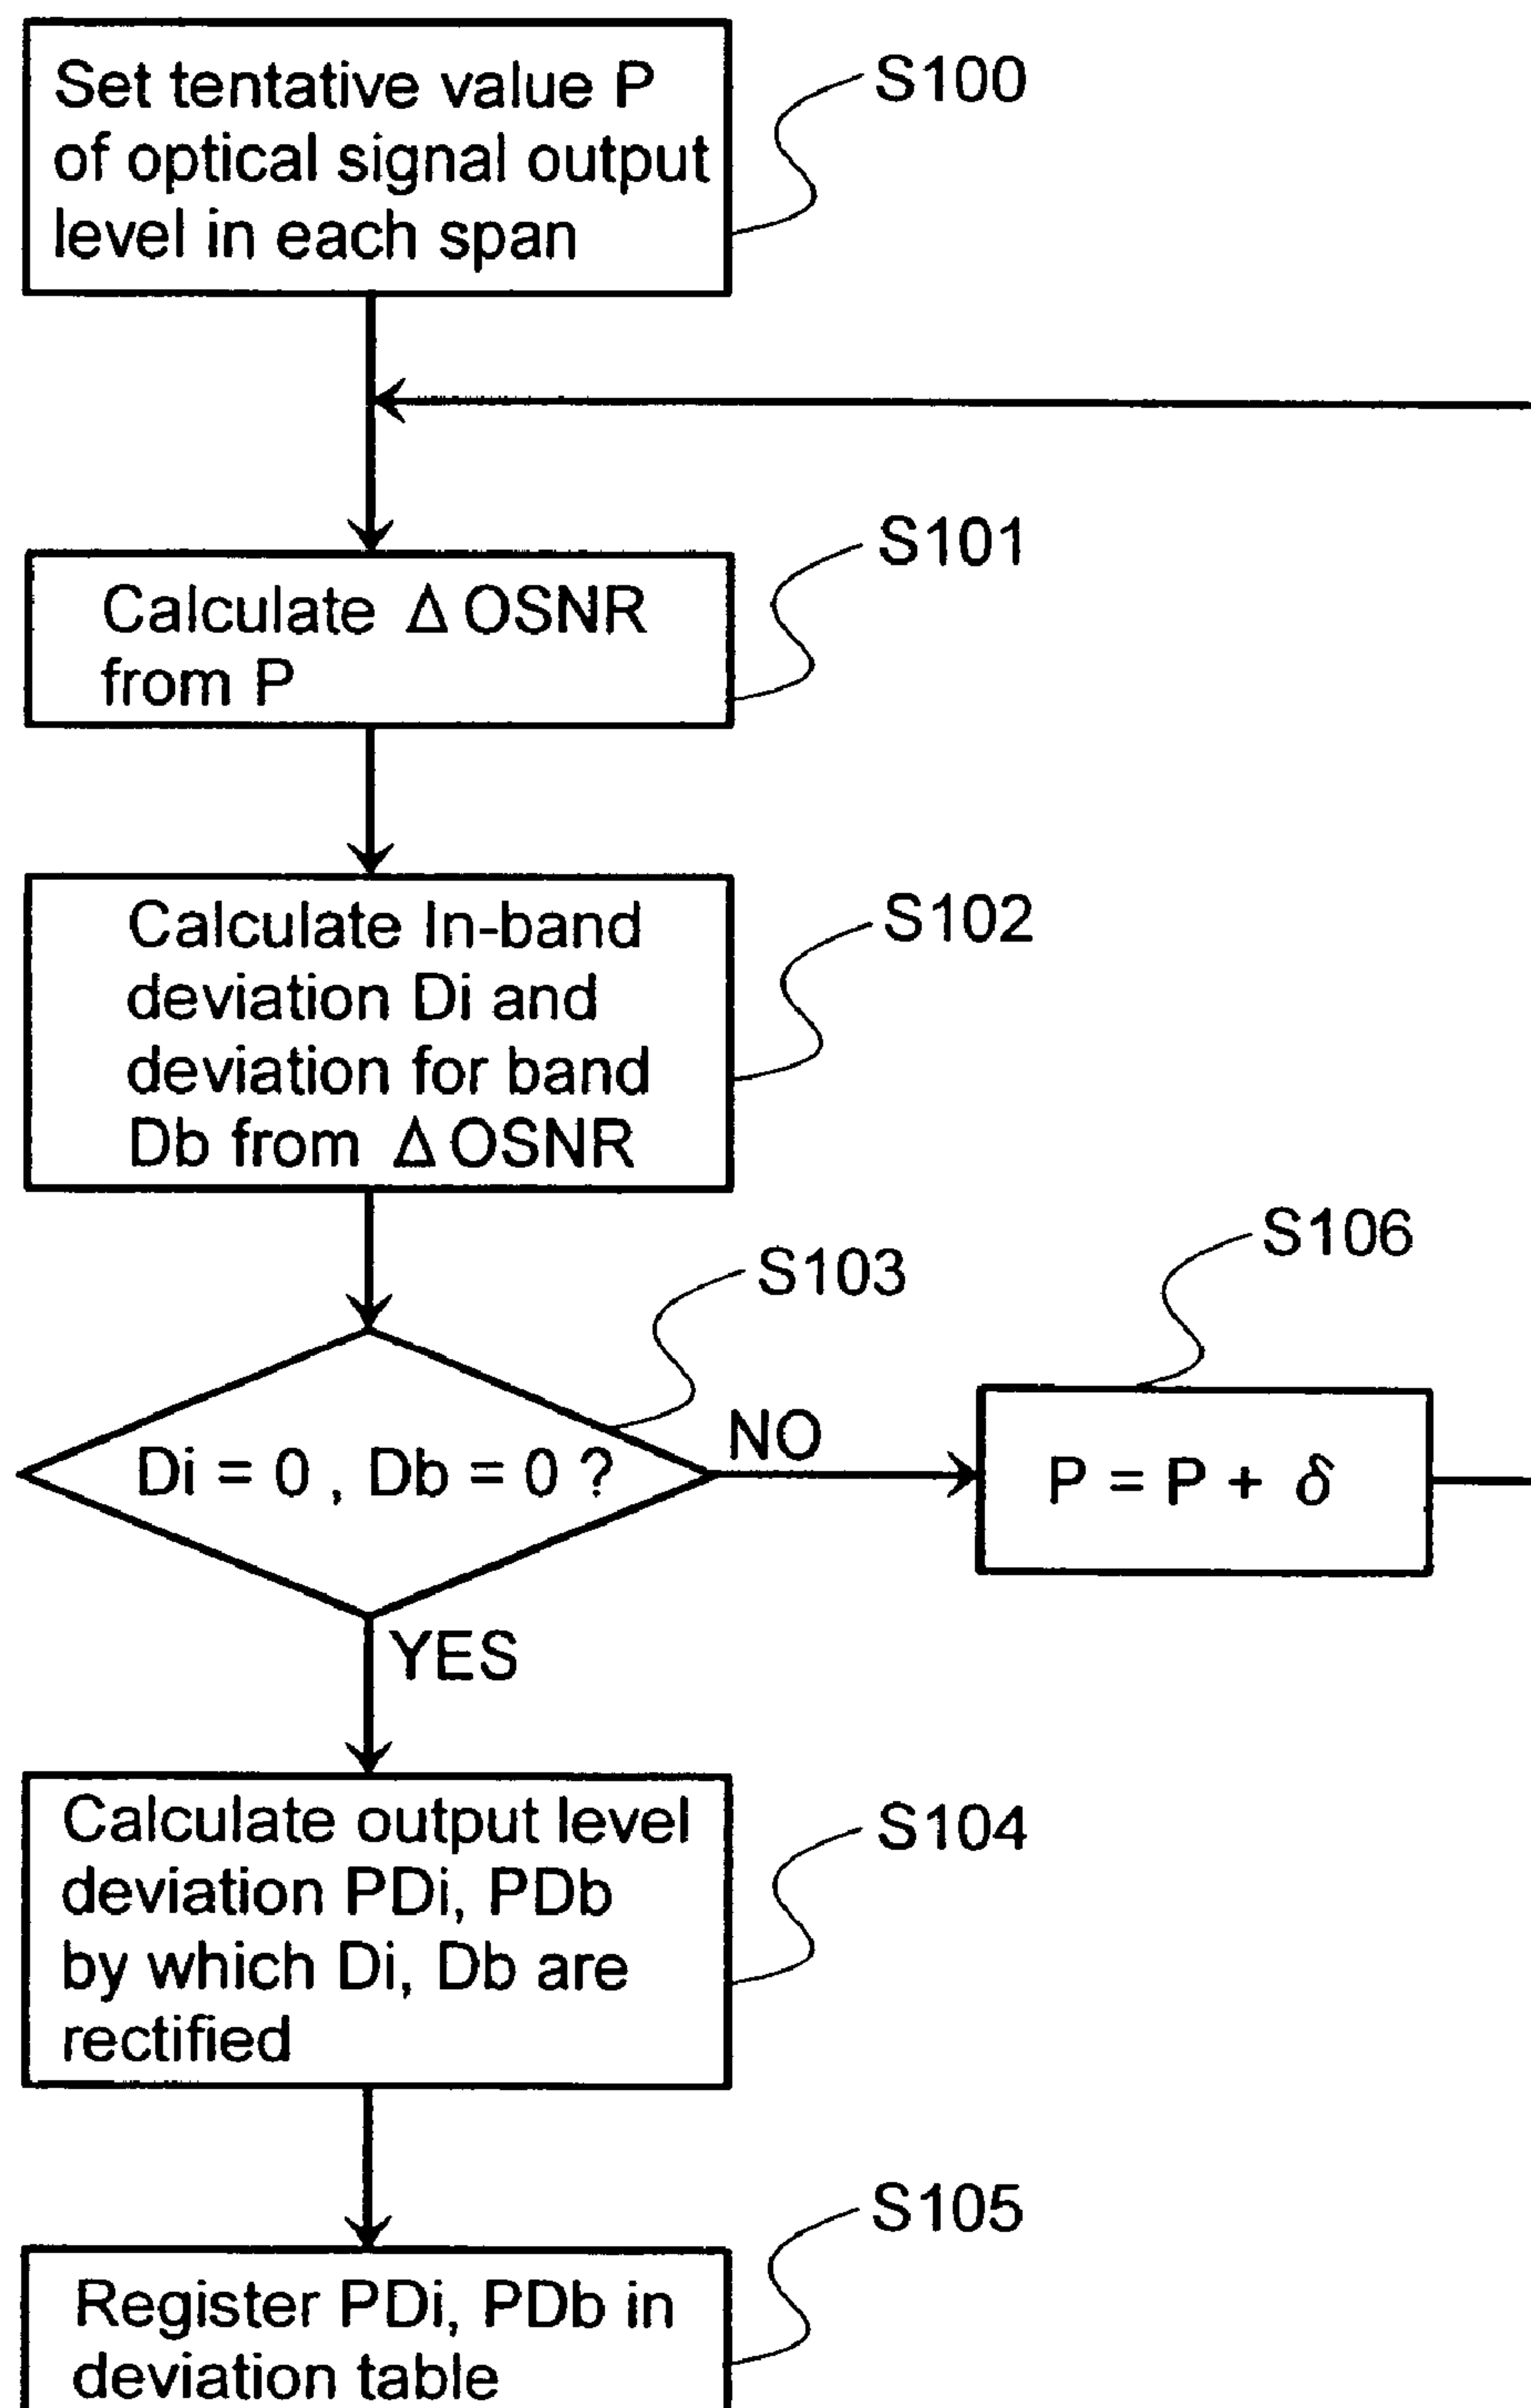 Set tentative value P
of optical signal output
level in each span
S100
Calculate Δ OSNR
from P
S101
Calculate In-band
deviation Di and
deviation for band
Db from Δ OSNR
S102
Di = 0 , Db = 0 ?
S103
NO
P = P + δ
S106
YES
Calculate output level
deviation PDi, PDb
by which Di, Db are
rectified
S104
Register PDi, PDb in
deviation table
S105